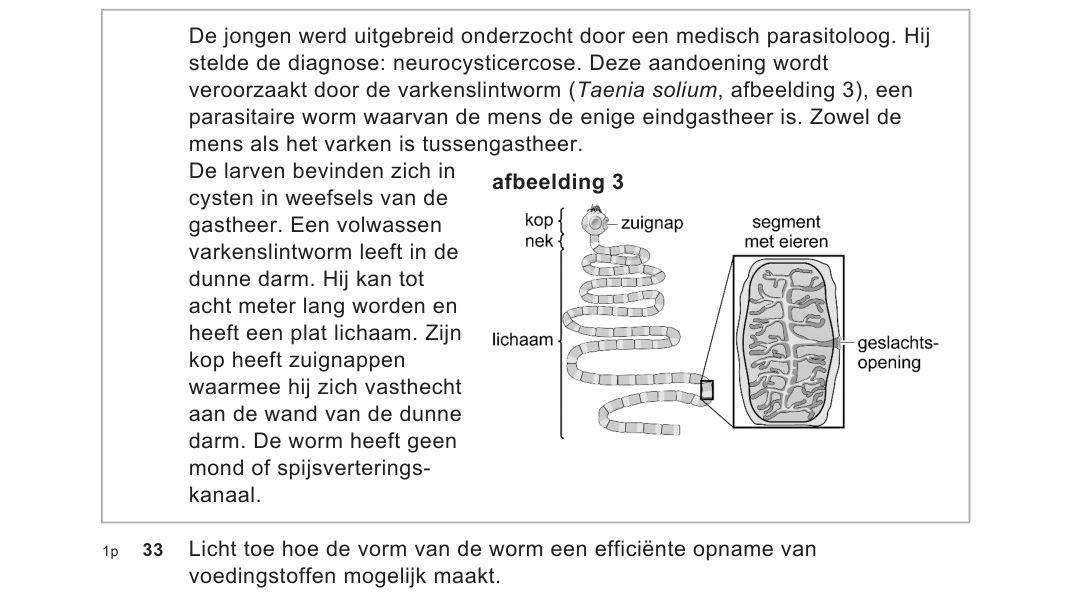 De jongen werd uitgebreid onderzocht door een medisch parasitoloog. Hij
stelde de diagnose: neurocysticercose. Deze aandoening wordt
veroorzaakt door de varkenslintworm (Taenia solium, afbeelding 3), een
parasitaire worm waarvan de mens de enige eindgastheer is. Zowel de
mens als het varken is tussengastheer.
De larven bevinden zich in
cysten in weefsels van de
gastheer. Een volwassen
varkenslintworm leeft in de
dunne darm. Hij kan tot
acht meter lang worden en
heeft een plat lichaam. Zijn
kop heeft zuignappen
waarmee hij zich vasthecht
aan de wand van de dunne
darm. De worm heeft geen
mond of spijsverterings-
kanaal.
afbeelding 3
kop
zuignap
nek
lichaam
segment
met eieren
geslachts-
opening
1p 33 Licht toe hoe de vorm van de worm een efficiënte opname van
voedingstoffen mogelijk maakt.